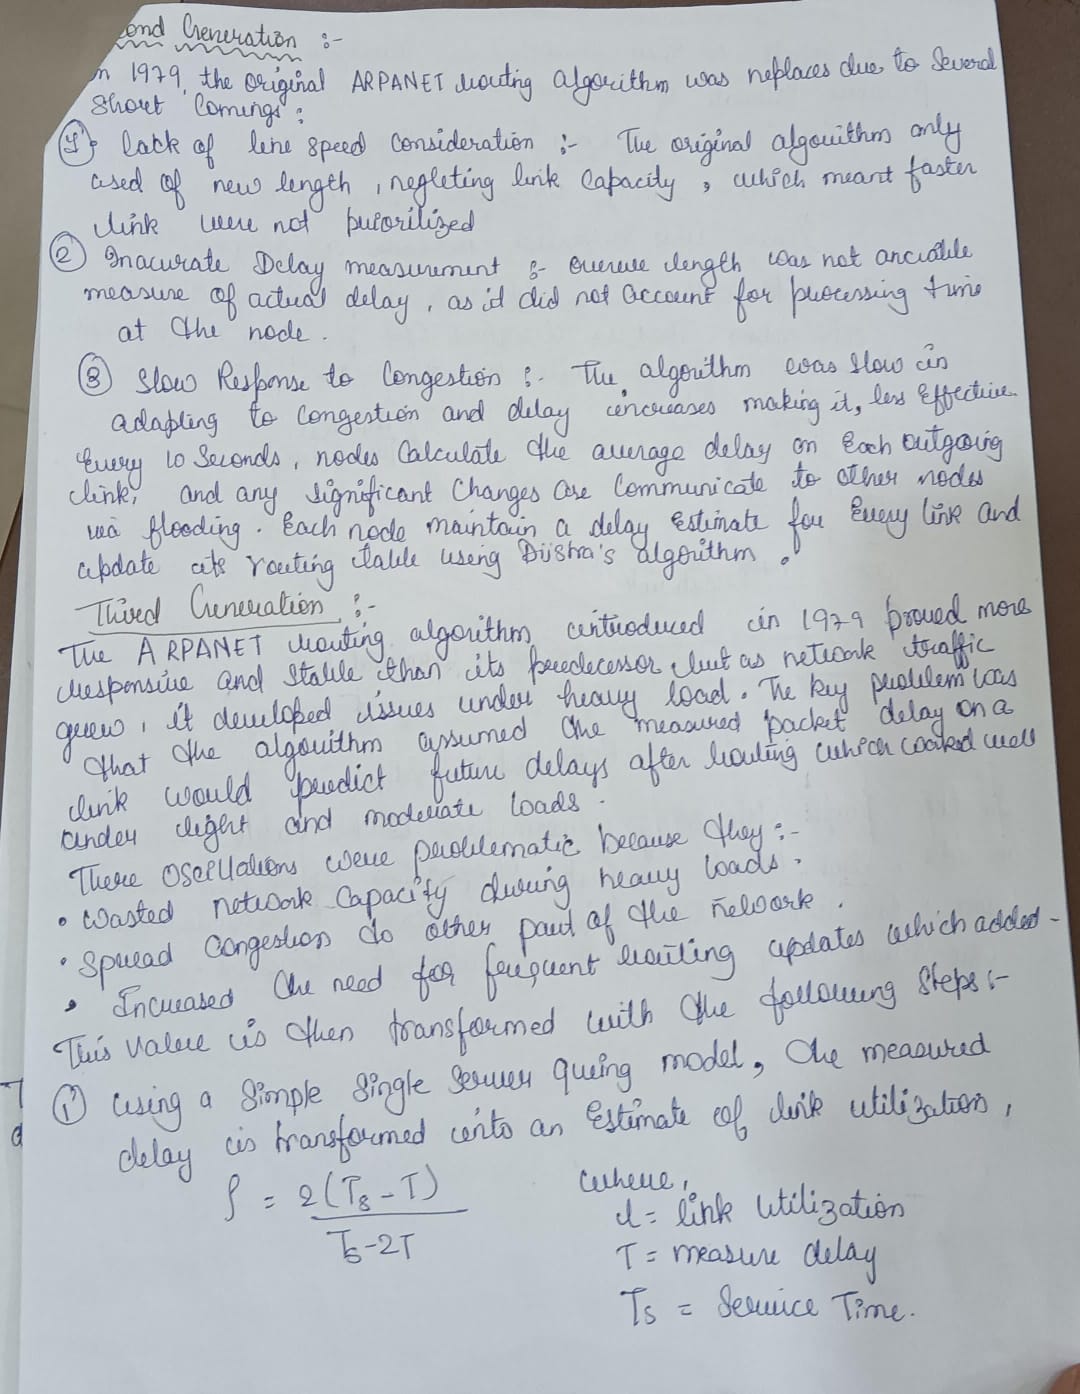 ond Generation :-
n 1979, the original ARPANET routing algorithm was neplaces due to Several
Short Comings :
1) lack of line speed consideration :- The original algorithm only
used of new length, negleting link Capacity, which meant faster
link were not puioritized
② Inacurate Delay measurement :- length was not
measure of actual delay, as it did not account for processing time
at the node.
③ Slow Response to Congestion :- The algorithm was slow in
adapting to congestion and delay increases making it, less Effective
Every 10 Seconds, nodes Calculate the average delay on Each outgoing
link, and any significant Changes are Communicate to other nodes
via flooding. Each node maintain a delay Estimate for Every link and
update its routing table using Dijstra's algorithm.
Third Generation :-
The ARPANET routing algorithm introduced in 1979 proved more
responsive and stable than its predecessor but as network traffic
grew, it developed issues under heavy load. The key problem was
that the algorithm assumed the measured packet delay on a
link would predict future delays after routing which worked well
under light and moderate loads.
There Oscillations were problematic because they :-
• Wasted network Capacity during heavy loads.
• Spread Congestion to other part of the network.
• Increased the need for frequent routing updates which added -
This value is then transformed with the following steps :-
① using a Simple Single Server queing model, the measured
delay is transformed into an Estimate of link utilization,
ρ = 2(Ts - T) where,
Ts-2T = link Utilization
T = measure delay
Ts = Service Time.